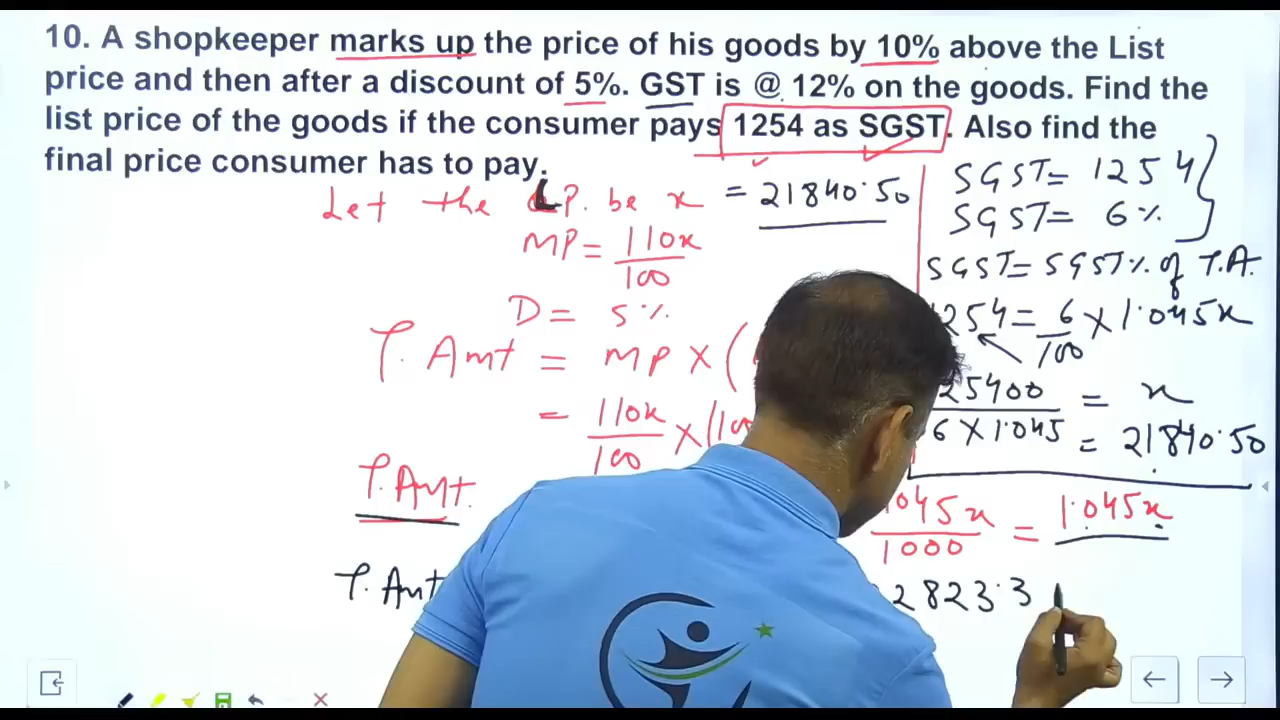 10. A shopkeeper marks up the price of his goods by 10% above the List
price and then after a discount of 5%. GST is @ 12% on the goods. Find the
list price of the goods if the consumer pays 1254 as SGST. Also find the
final price consumer has to pay.
Let the LP. be x = 21840.50
MP = 110x
100
D = 5%
T. Amt = MP X (
= 110x X (100
100
T. Amt.
T. Amt
SGST = 1254
SGST = 6%
SGST = SGST% of T.A.
254 = 6 X 1.045x
100
25400 = x
6 X 1.045 = 21840.50
1045x = 1.045x
1000
2823.3